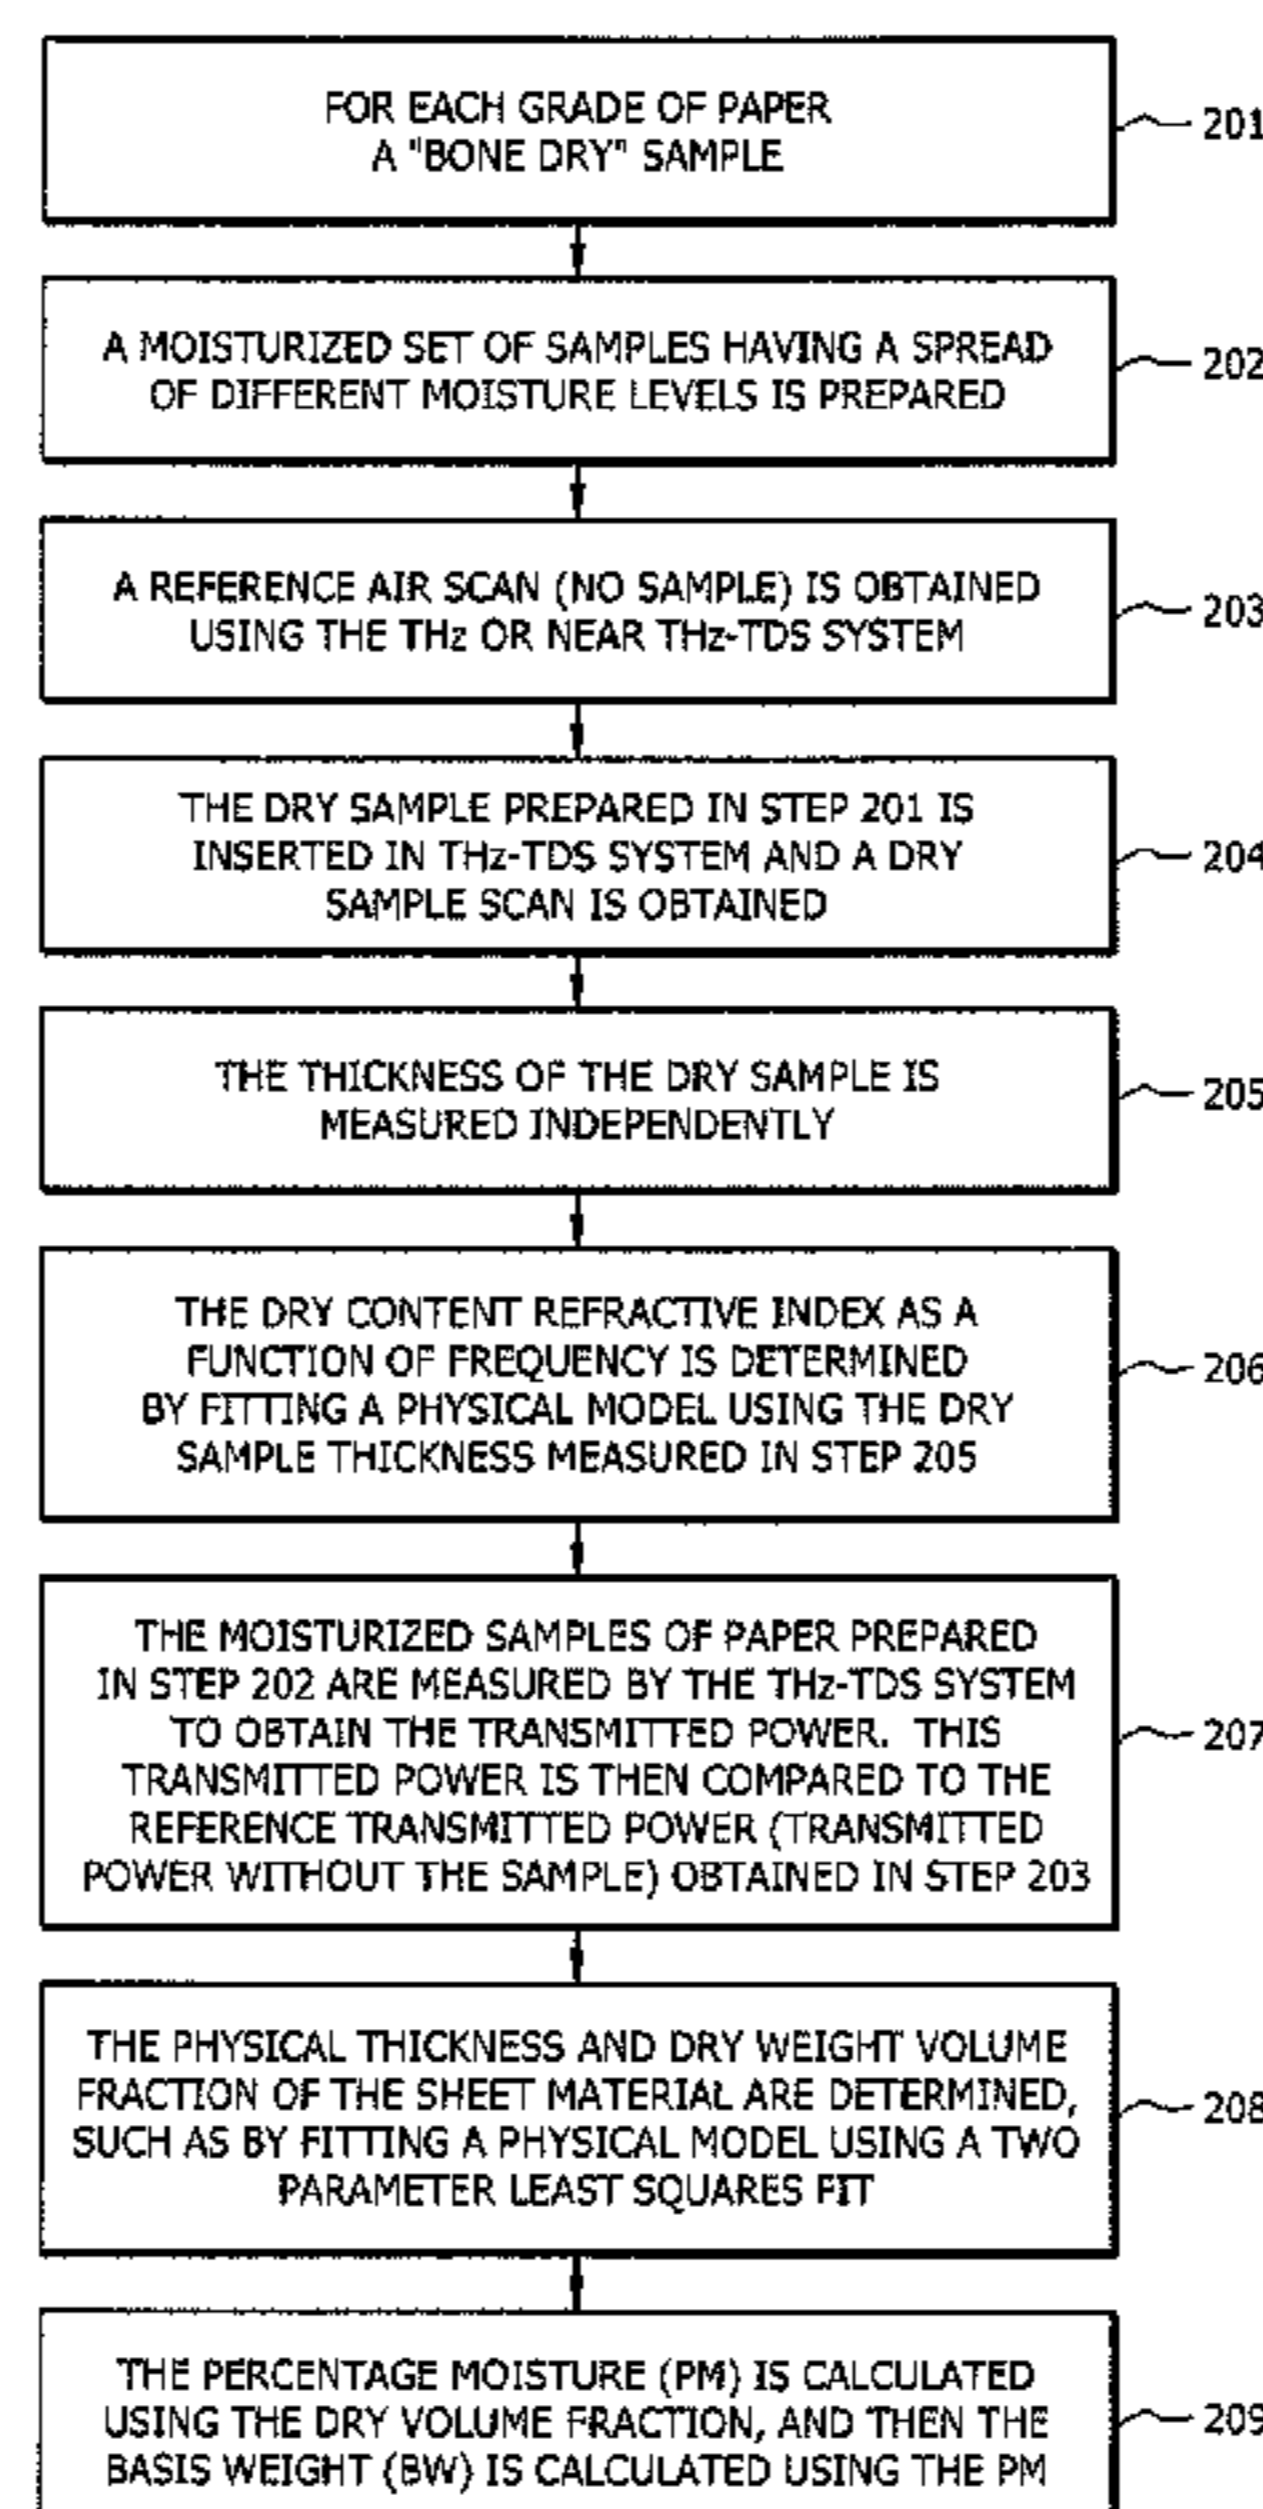 FOR EACH GRADE OF PAPER
A "BONE DRY" SAMPLE
201
A MOISTURIZED SET OF SAMPLES HAVING A SPREAD
OF DIFFERENT MOISTURE LEVELS IS PREPARED
202
A REFERENCE AIR SCAN (NO SAMPLE) IS OBTAINED
USING THE THz OR NEAR THz-TDS SYSTEM
203
THE DRY SAMPLE PREPARED IN STEP 201 IS
INSERTED IN THz-TDS SYSTEM AND A DRY
SAMPLE SCAN IS OBTAINED
204
THE THICKNESS OF THE DRY SAMPLE IS
MEASURED INDEPENDENTLY
205
THE DRY CONTENT REFRACTIVE INDEX AS A
FUNCTION OF FREQUENCY IS DETERMINED
BY FITTING A PHYSICAL MODEL USING THE DRY
SAMPLE THICKNESS MEASURED IN STEP 205
206
THE MOISTURIZED SAMPLES OF PAPER PREPARED
IN STEP 202 ARE MEASURED BY THE THz-TDS SYSTEM
TO OBTAIN THE TRANSMITTED POWER. THIS
TRANSMITTED POWER IS THEN COMPARED TO THE
REFERENCE TRANSMITTED POWER (TRANSMITTED
POWER WITHOUT THE SAMPLE) OBTAINED IN STEP 203
207
THE PHYSICAL THICKNESS AND DRY WEIGHT VOLUME
FRACTION OF THE SHEET MATERIAL ARE DETERMINED,
SUCH AS BY FITTING A PHYSICAL MODEL USING A TWO
PARAMETER LEAST SQUARES FIT
208
THE PERCENTAGE MOISTURE (PM) IS CALCULATED
USING THE DRY VOLUME FRACTION, AND THEN THE
BASIS WEIGHT (BW) IS CALCULATED USING THE PM
209